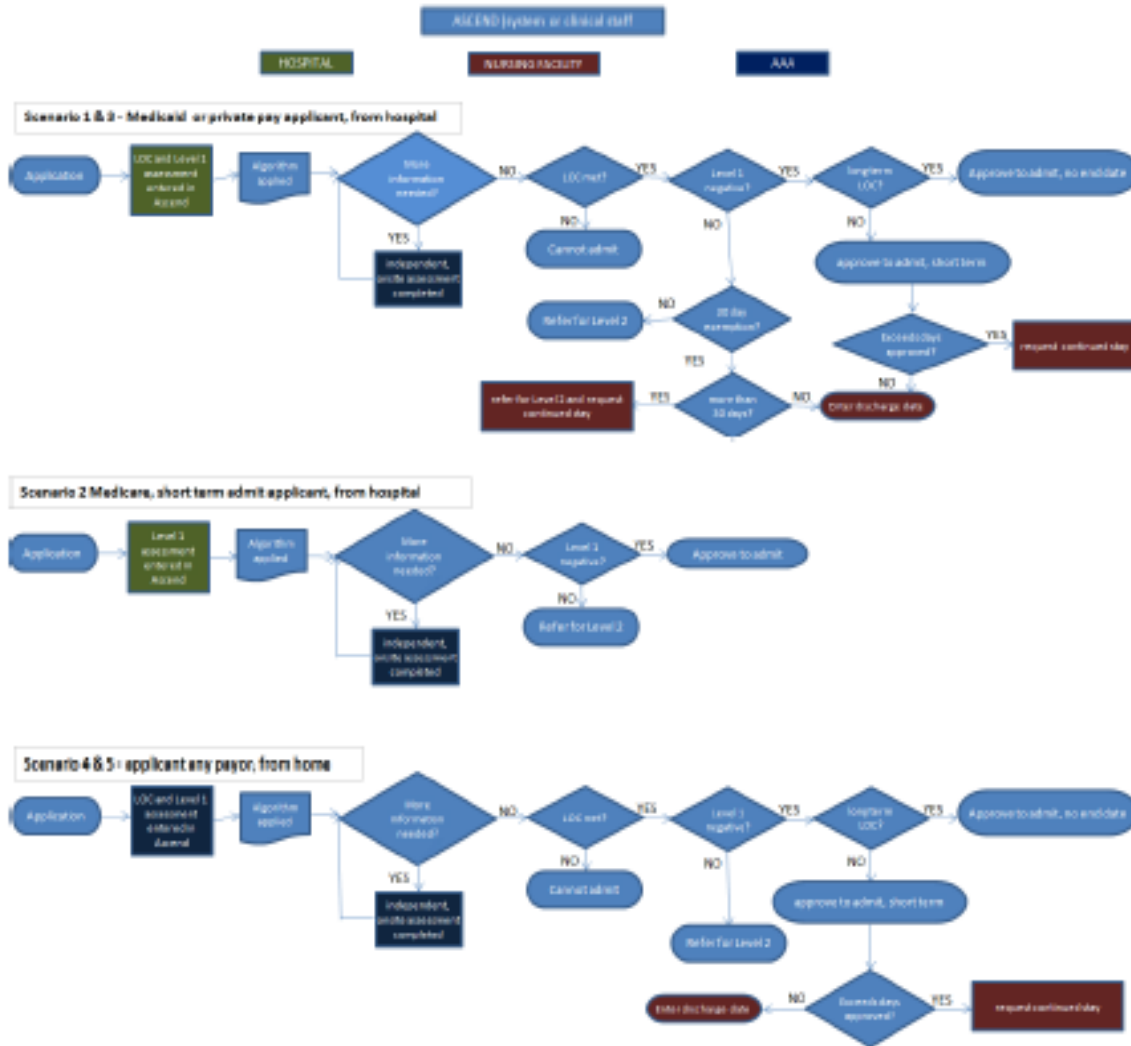 ASCEND (system or clinical staff
HOSPITAL
NURSING FACILITY
AAA
Scenario 1 & 3 - Medicaid or private pay applicant, from hospital
Application
LOC and Level 1
assessment
entered in
Ascend
Algorithm
applied
More
information
needed?
NO
LOC met?
YES
Level 1
negative?
YES
longterm
LOC?
YES
Approve to admit, no end date
YES
independent,
onsite assessment
completed
NO
Cannot admit
NO
NO
approve to admit, short term
Refer for Level 2
NO
30 day
exemption?
YES
Exceeds days
approved?
YES
request continued stay
NO
refer for Level 2 and request
continued stay
YES
more than
30 days?
NO
Enter discharge date
Scenario 2 Medicare, short term admit applicant, from hospital
Application
Level 1
assessment
entered in
Ascend
Algorithm
applied
More
information
needed?
NO
Level 1
negative?
YES
Approve to admit
YES
independent,
onsite assessment
completed
NO
Refer for Level 2
Scenario 4 & 5 : applicant any payor, from home
Application
LOC and Level 1
assessment
entered in
Ascend
Algorithm
applied
More
information
needed?
NO
LOC met?
YES
Level 1
negative?
YES
longterm
LOC?
YES
Approve to admit, no end date
YES
independent,
onsite assessment
completed
NO
Cannot admit
NO
Refer for Level 2
NO
approve to admit, short term
Enter discharge date
NO
Exceeds days
approved?
YES
request continued stay